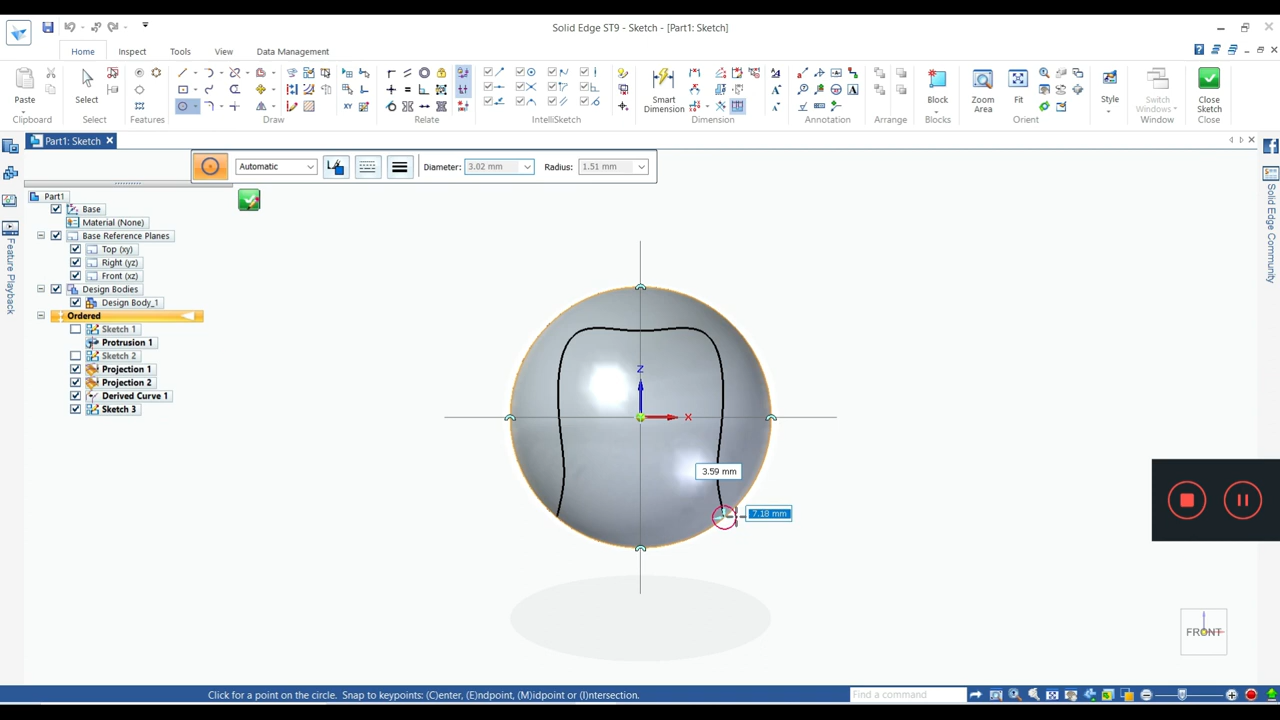 Solid Edge ST9 - Sketch - [Part1: Sketch]
Home Inspect Tools View Data Management
Paste
Select
Smart Dimension
Block
Zoom Area
Fit
Style
Switch Windows
Close Sketch
Clipboard Select Features Draw Relate IntelliSketch Dimension Annotation Arrange Blocks Orient Window Close
Part1: Sketch
Automatic Diameter: 3.02 mm Radius: 1.51 mm
Part1
Base
Material (None)
Base Reference Planes
Top (xy)
Right (yz)
Front (xz)
Design Bodies
Design Body_1
Ordered
Sketch 1
Protrusion 1
Sketch 2
Projection 1
Projection 2
Derived Curve 1
Sketch 3
Feature Playback
Solid Edge Community
Z
X
3.59 mm
7.18 mm
FRONT
Click for a point on the circle. Snap to keypoints: (C)enter, (E)ndpoint, (M)idpoint or (I)ntersection.
Find a command